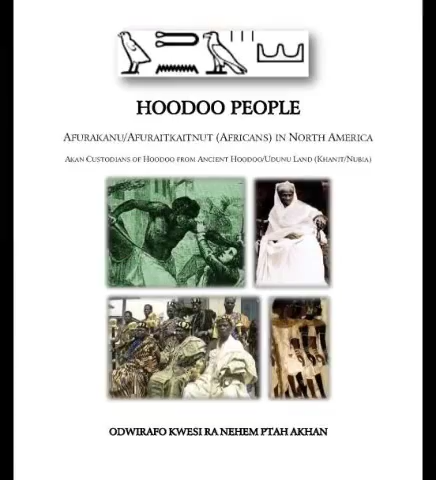 HOODOO PEOPLE
AFURAKANU/AFURAITKAITNUT (AFRICANS) IN NORTH AMERICA
AKAN CUSTODIANS OF HOODOO FROM ANCIENT HOODOO/UDUNU LAND (KHANIT/NUBIA)
ODWIRAFO KWESI RA NEHEM PTAH AKHAN